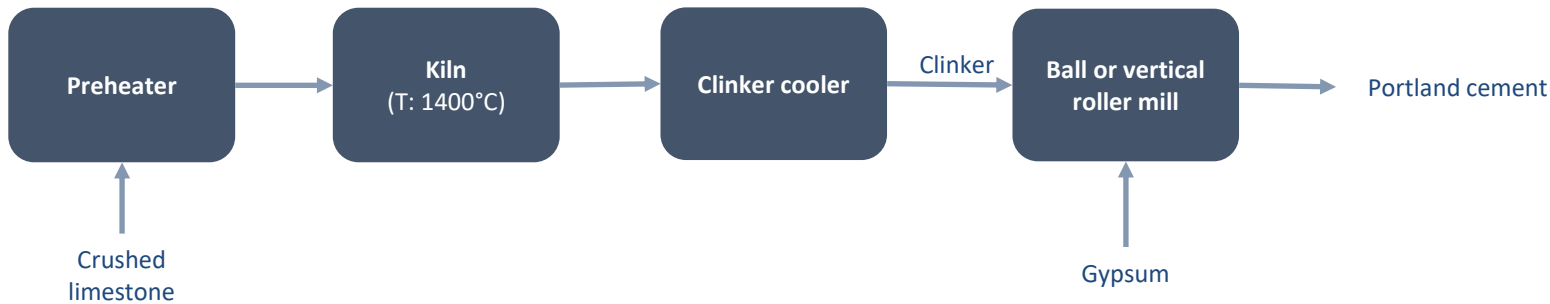 Preheater
Kiln
(T: 1400°C)
Clinker cooler
Clinker
Ball or vertical
roller mill
Portland cement
Crushed
limestone
Gypsum